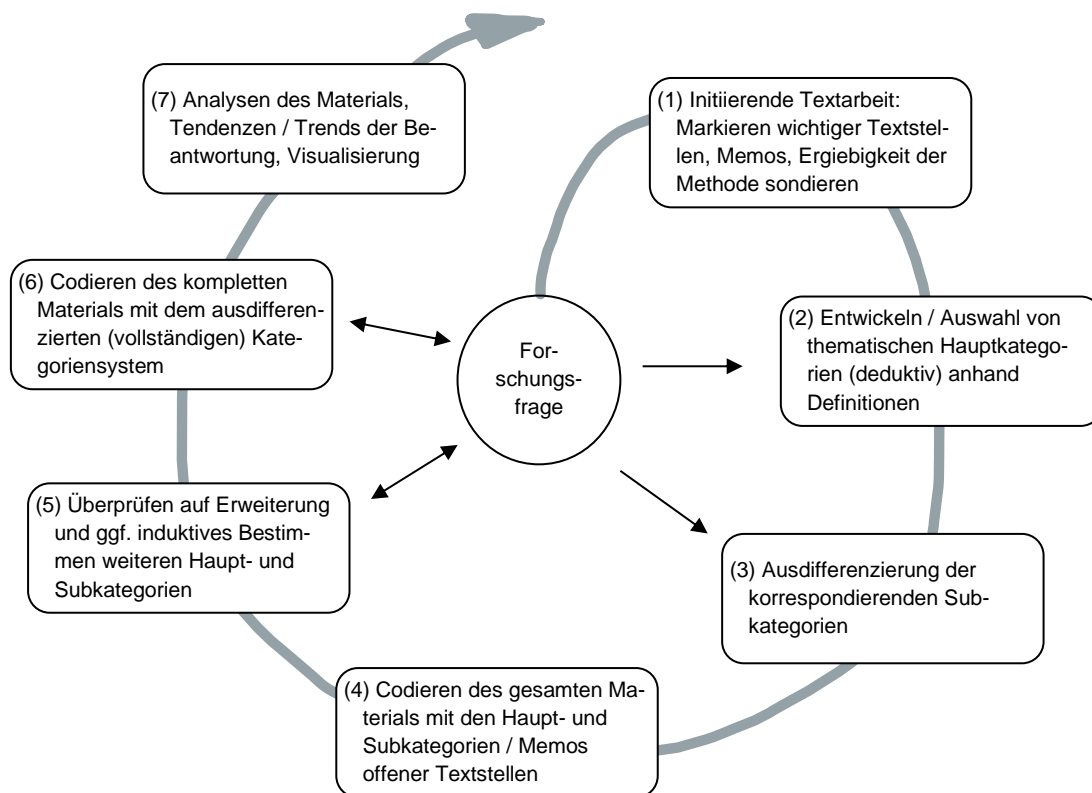 (1) Initiierende Textarbeit:
Markieren wichtiger Textstel-
len, Memos, Ergiebigkeit der
Methode sondieren
(2) Entwickeln / Auswahl von
thematischen Hauptkatego-
rien (deduktiv) anhand
Definitionen
(3) Ausdifferenzierung der
korrespondierenden Sub-
kategorien
(4) Codieren des gesamten Ma-
terials mit den Haupt- und
Subkategorien / Memos
offener Textstellen
(5) Überprüfen auf Erweiterung
und ggf. induktives Bestim-
men weiteren Haupt- und
Subkategorien
(6) Codieren des kompletten
Materials mit dem ausdifferen-
zierten (vollständigen) Kate-
goriensystem
(7) Analysen des Materials,
Tendenzen / Trends der Be-
antwortung, Visualisierung
For-
schungs-
frage